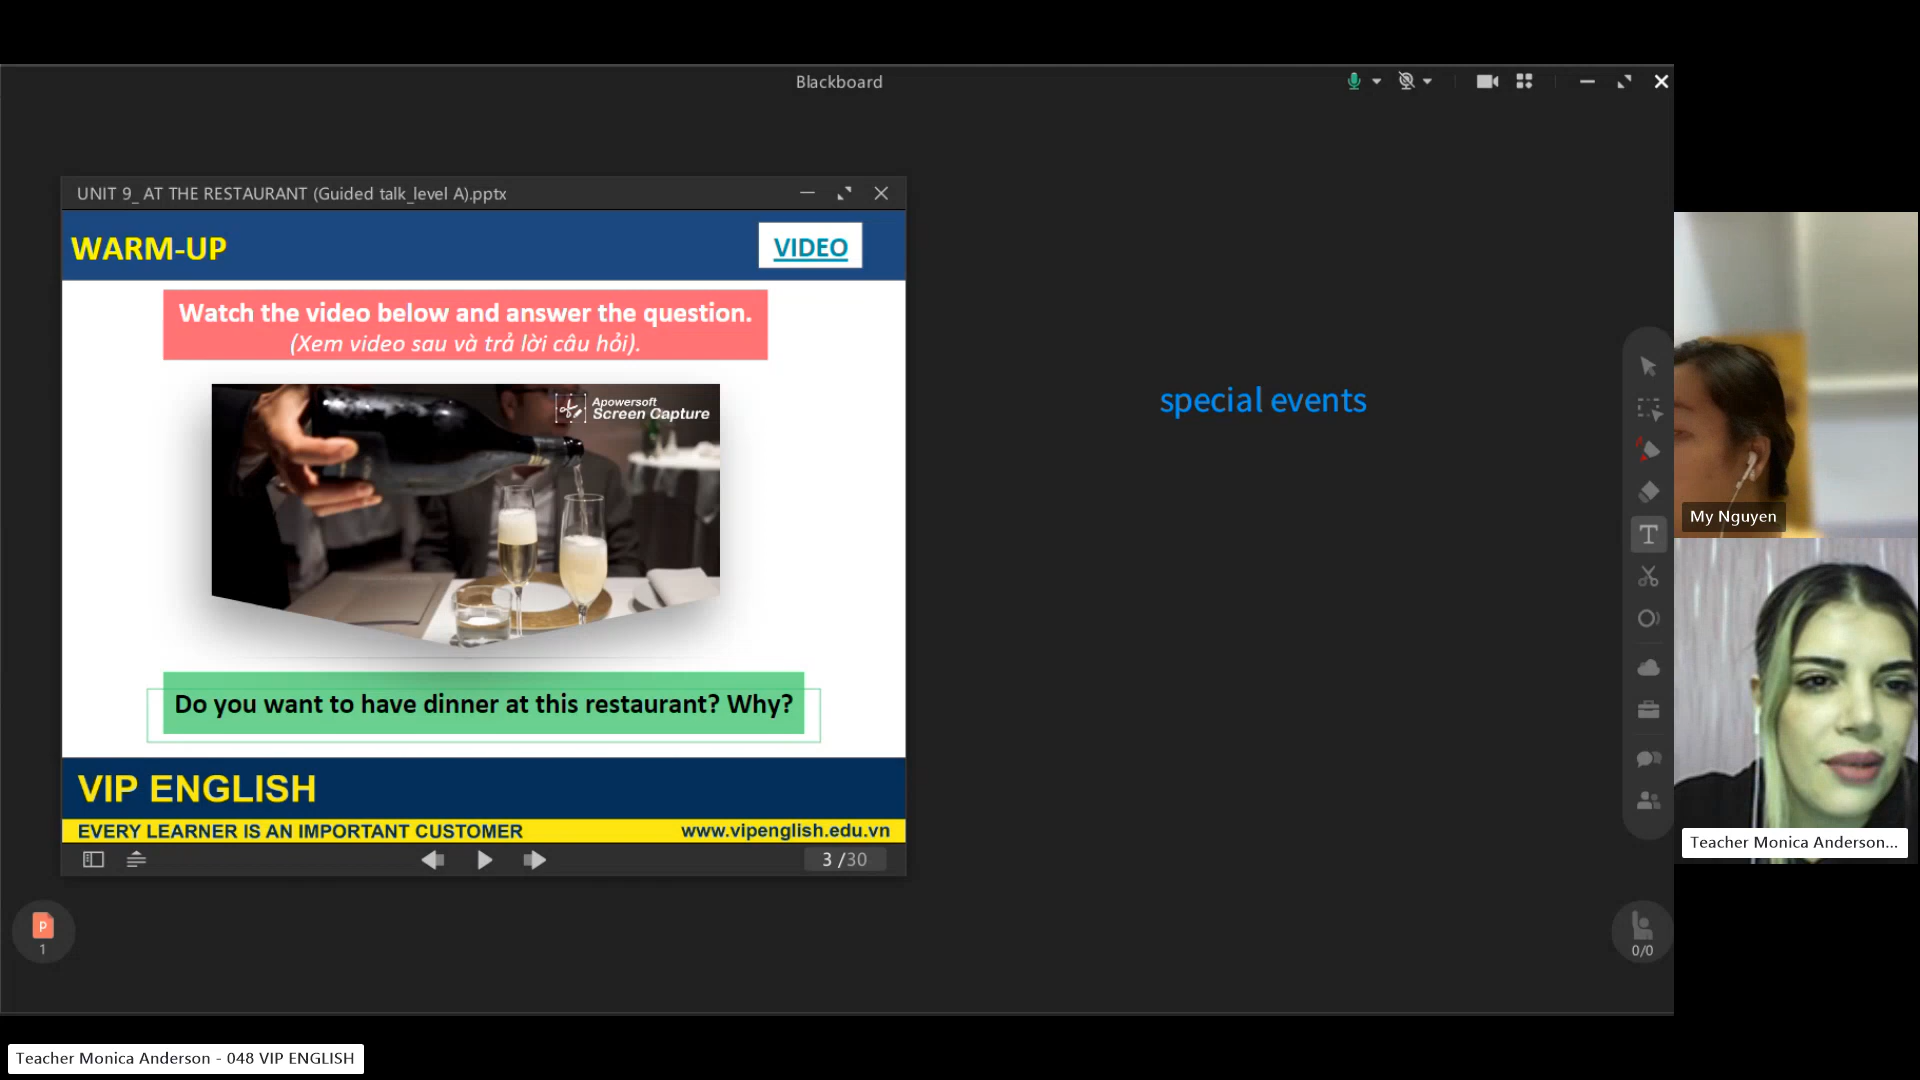 Blackboard
UNIT 9_ AT THE RESTAURANT (Guided talk_level A).pptx
WARM-UP
VIDEO
Watch the video below and answer the question.
(Xem video sau và trả lời câu hỏi).
Apowersoft
Screen Capture
Do you want to have dinner at this restaurant? Why?
VIP ENGLISH
EVERY LEARNER IS AN IMPORTANT CUSTOMER
www.vipenglish.edu.vn
3 /30
special events
T
My Nguyen
Teacher Monica Anderson...
P
1
0/0
Teacher Monica Anderson - 048 VIP ENGLISH